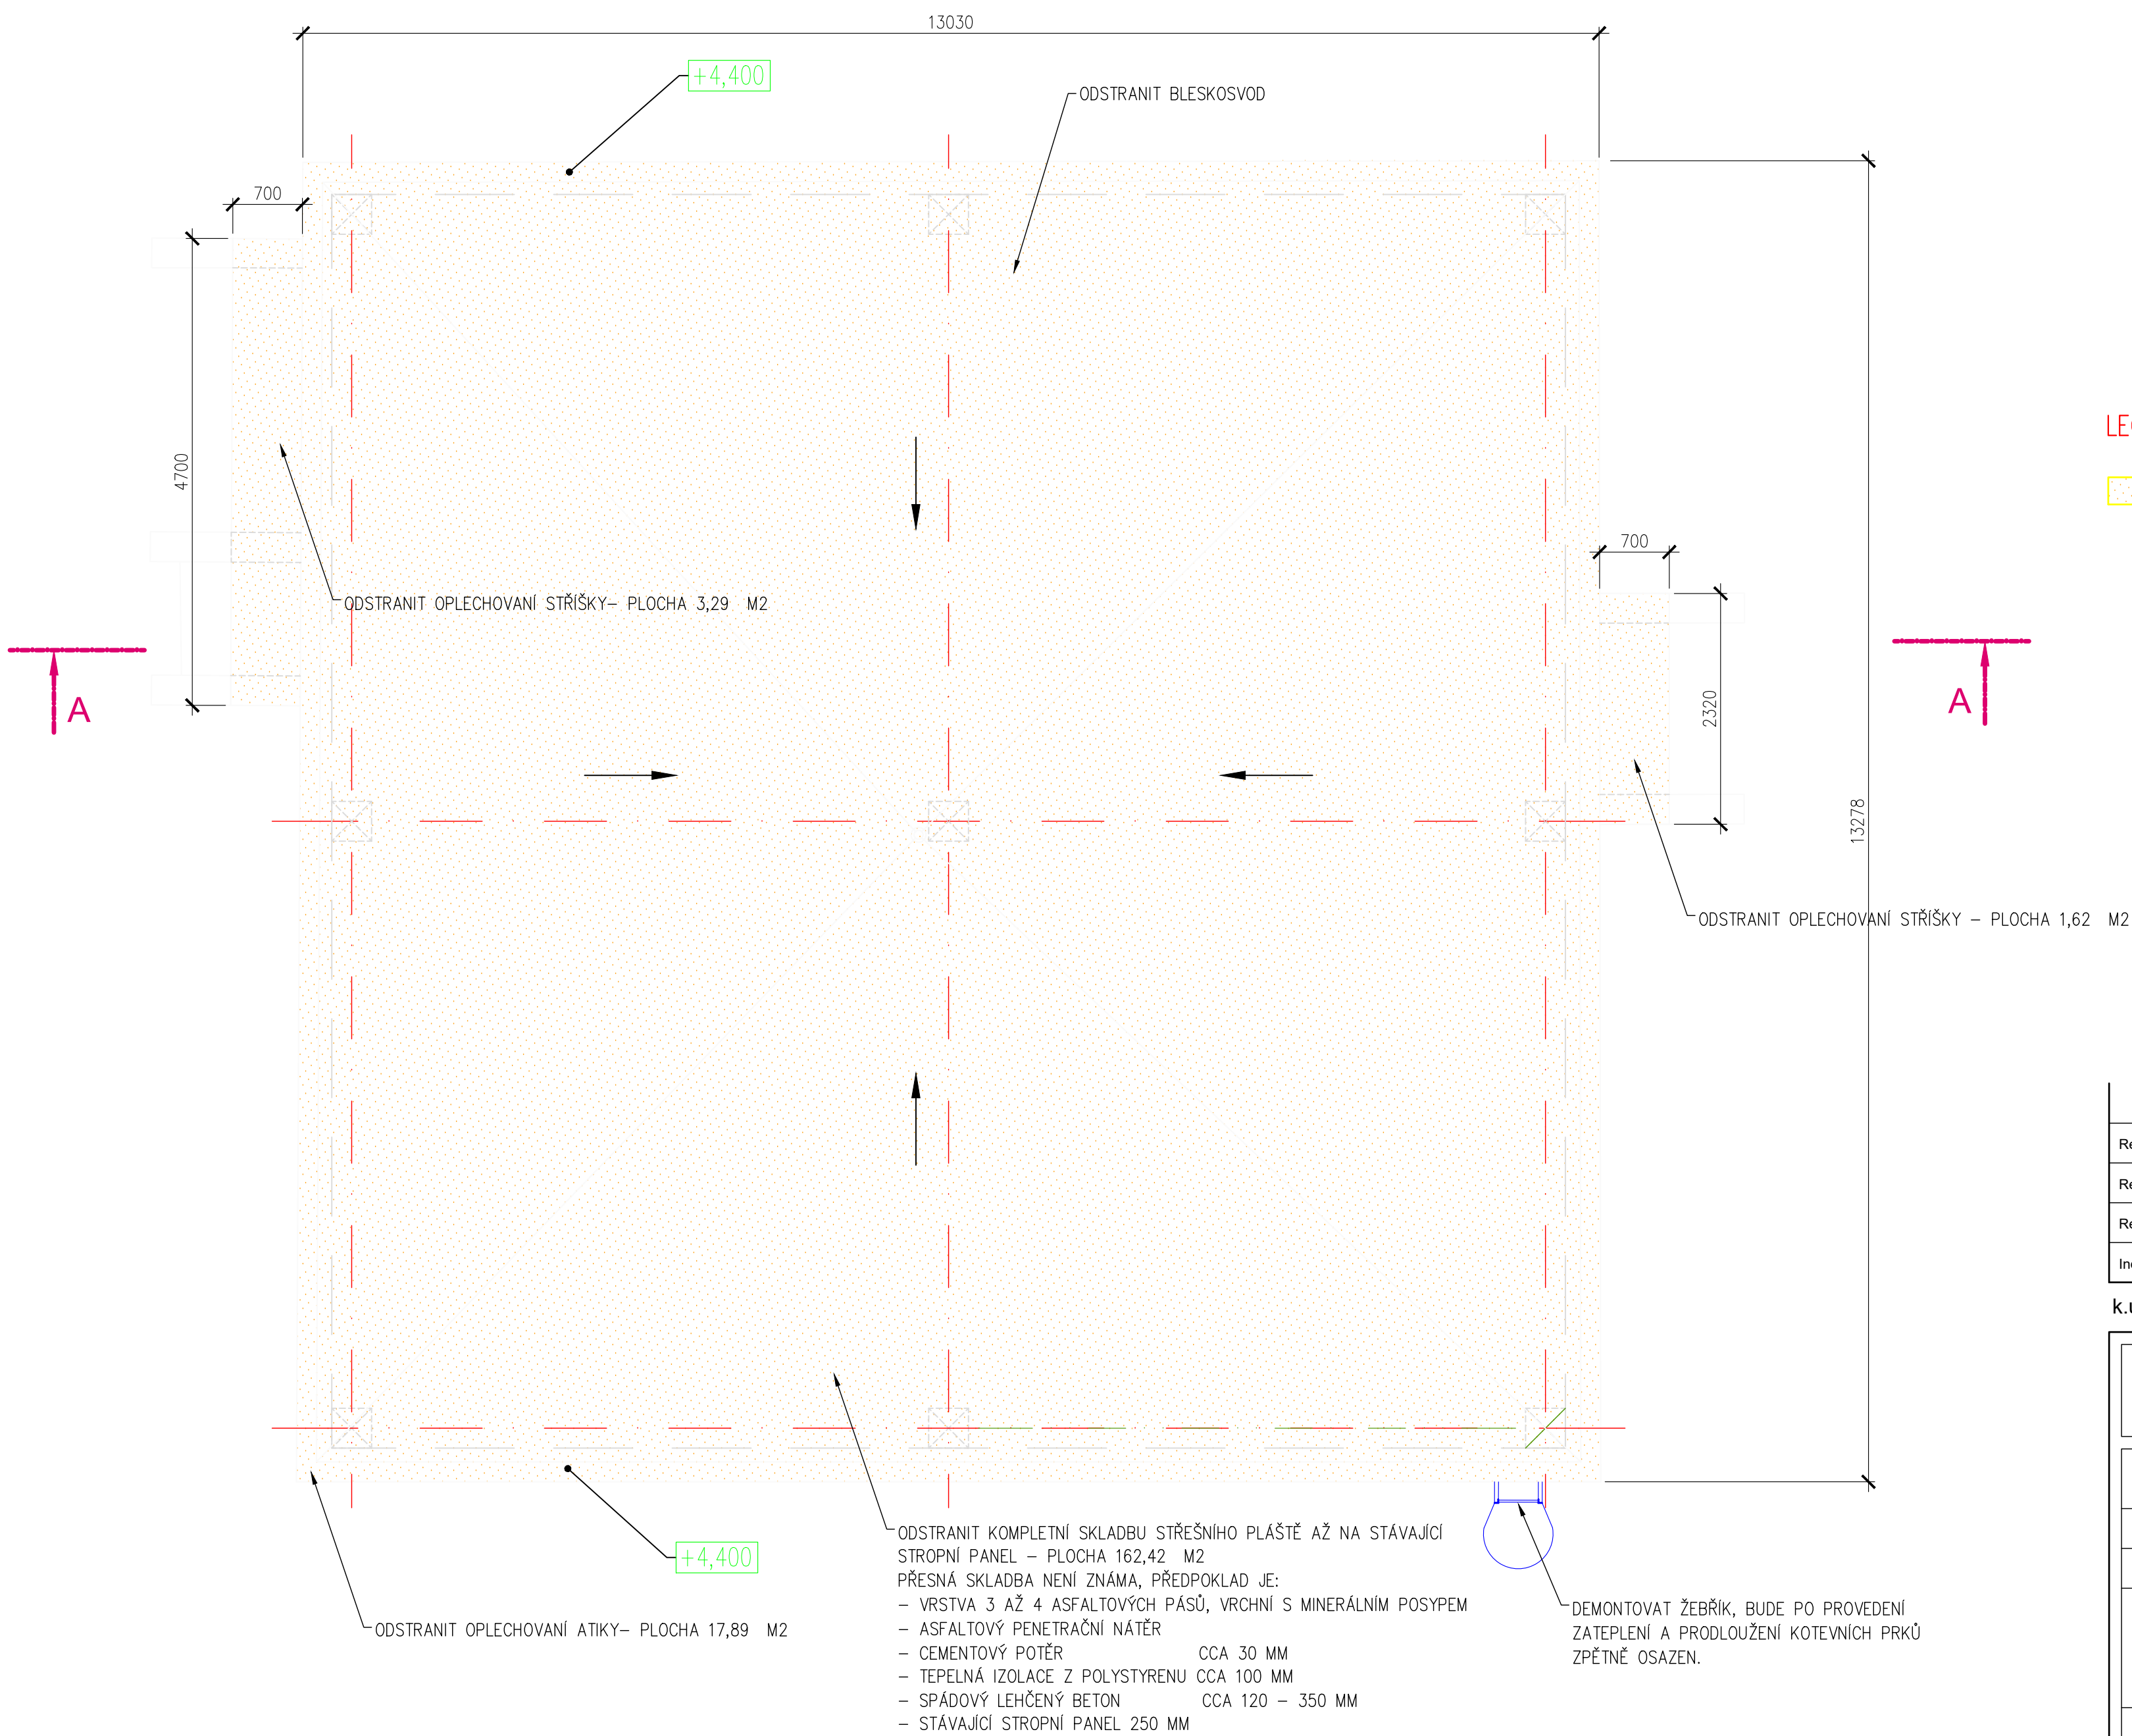 13030
+4,400
ODSTRANIT BLESKOSVOD
700
4700
ODSTRANIT OPLECHOVANÍ STŘÍŠKY– PLOCHA 3,29 M2
700
2320
A
A
13278
ODSTRANIT OPLECHOVANÍ STŘÍŠKY – PLOCHA 1,62 M2
k.
+4,400
ODSTRANIT OPLECHOVANÍ ATIKY– PLOCHA 17,89 M2
ODSTRANIT KOMPLETNÍ SKLADBU STŘEŠNÍHO PLÁŠTĚ AŽ NA STÁVAJÍCÍ
STROPNÍ PANEL – PLOCHA 162,42 M2
PŘESNÁ SKLADBA NENÍ ZNÁMA, PŘEDPOKLAD JE:
– VRSTVA 3 AŽ 4 ASFALTOVÝCH PÁSŮ, VRCHNÍ S MINERÁLNÍM POSYPEM
– ASFALTOVÝ PENETRAČNÍ NÁTĚR
– CEMENTOVÝ POTĚR CCA 30 MM
– TEPELNÁ IZOLACE Z POLYSTYRENU CCA 100 MM
– SPÁDOVÝ LEHČENÝ BETON CCA 120 – 350 MM
– STÁVAJÍCÍ STROPNÍ PANEL 250 MM
DEMONTOVAT ŽEBŘÍK, BUDE PO PROVEDENÍ
ZATEPLENÍ A PRODLOUŽENÍ KOTEVNÍCH PRKŮ
ZPĚTNĚ OSAZEN.